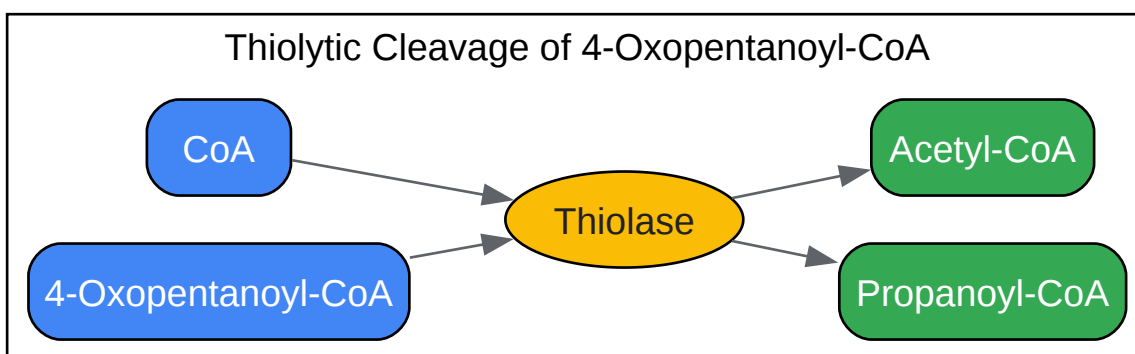 Thiolytic Cleavage of 4-Oxopentanoyl-CoA
CoA
Acetyl-CoA
Thiolase
4-Oxopentanoyl-CoA
Propanoyl-CoA